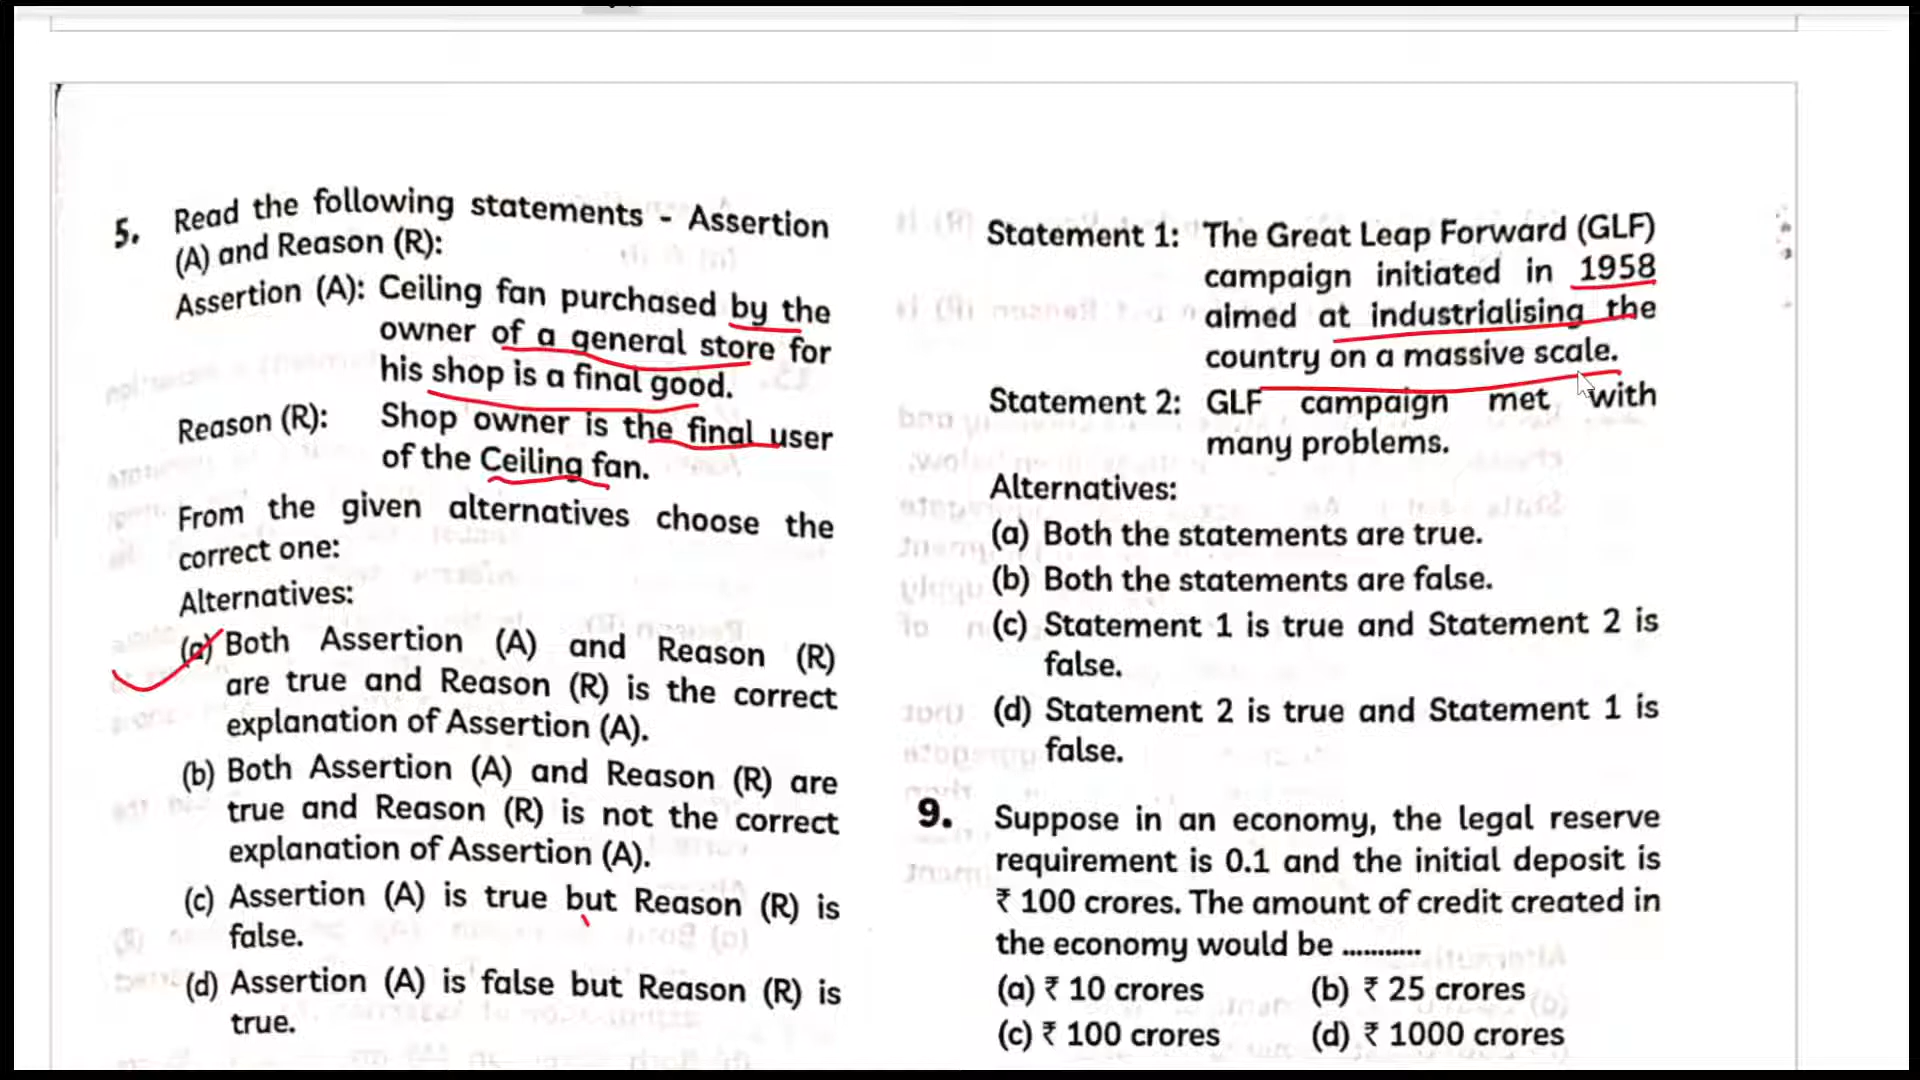 5. Read the following statements - Assertion
(A) and Reason (R):
Assertion (A): Ceiling fan purchased by the
owner of a general store for
his shop is a final good.
Reason (R): Shop owner is the final user
of the Ceiling fan.
From the given alternatives choose the
correct one:
Alternatives:
(a) Both Assertion (A) and Reason (R)
are true and Reason (R) is the correct
explanation of Assertion (A).
(b) Both Assertion (A) and Reason (R) are
true and Reason (R) is not the correct
explanation of Assertion (A).
(c) Assertion (A) is true but Reason (R) is
false.
(d) Assertion (A) is false but Reason (R) is
true.
Statement 1: The Great Leap Forward (GLF)
campaign initiated in 1958
aimed at industrialising the
country on a massive scale.
Statement 2: GLF campaign met with
many problems.
Alternatives:
(a) Both the statements are true.
(b) Both the statements are false.
(c) Statement 1 is true and Statement 2 is
false.
(d) Statement 2 is true and Statement 1 is
false.
9. Suppose in an economy, the legal reserve
requirement is 0.1 and the initial deposit is
₹ 100 crores. The amount of credit created in
the economy would be ...........
(a) ₹ 10 crores (b) ₹ 25 crores
(c) ₹ 100 crores (d) ₹ 1000 crores